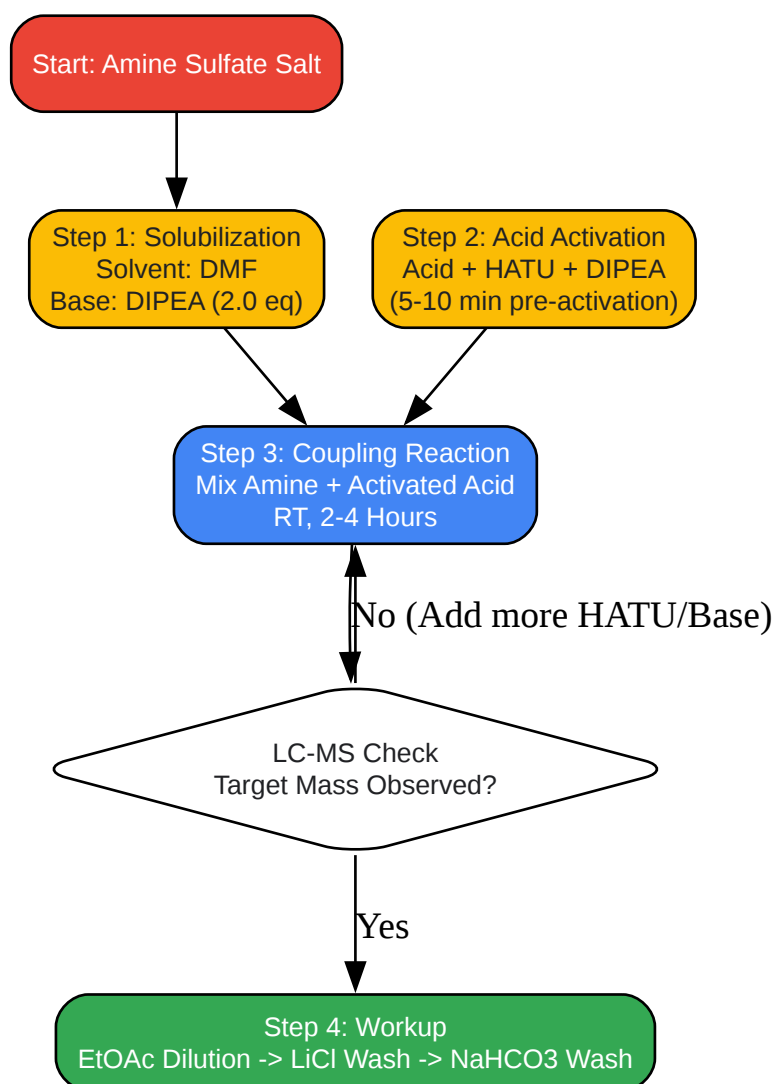 Start: Amine Sulfate Salt
Step 1: Solubilization
Solvent: DMF
Base: DIPEA (2.0 eq)
Step 2: Acid Activation
Acid + HATU + DIPEA
(5-10 min pre-activation)
Step 3: Coupling Reaction
Mix Amine + Activated Acid
RT, 2-4 Hours
No (Add more HATU/Base)
LC-MS Check
Target Mass Observed?
Yes
Step 4: Workup
EtOAc Dilution -> LiCl Wash -> NaHCO3 Wash